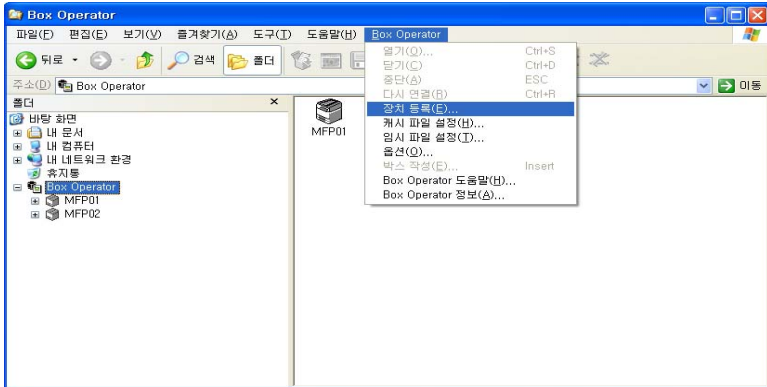 Box Operator
파일(F) 편집(E) 보기(V) 즐겨찾기(A) 도구(T) 도움말(H) Box Operator
뒤로 검색 폴더
주소(D) Box Operator 이동
폴더
바탕 화면
내 문서
내 컴퓨터
내 네트워크 환경
휴지통
Box Operator
MFP01
MFP02
MFP01
열기(O)... Ctrl+S
닫기(C) Ctrl+D
중단(A) ESC
다시 연결(R) Ctrl+R
장치 등록(E)...
캐시 파일 설정(H)...
임시 파일 설정(T)...
옵션(O)...
박스 작성(E)... Insert
Box Operator 도움말(H)...
Box Operator 정보(A)...